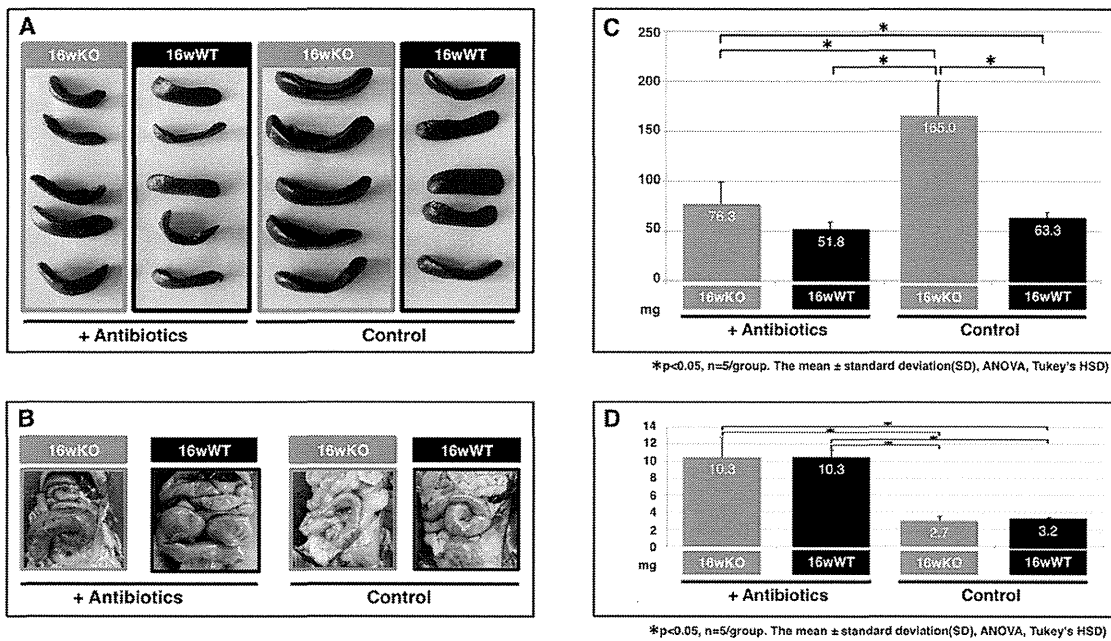 A
16wKO 16wWT 16wKO 16wWT
+ Antibiotics Control
B
16wKO 16wWT 16wKO 16wWT
+ Antibiotics Control
C
250
200
150
100
50
0
mg
* * * *
76.3 51.8 165.0 63.3
16wKO 16wWT 16wKO 16wWT
+ Antibiotics Control
*p<0.05, n=5/group. The mean ± standard deviation(SD), ANOVA, Tukey's HSD)
D
14
12
10
8
6
4
2
0
mg
10.3 10.3 2.7 3.2
16wKO 16wWT 16wKO 16wWT
+ Antibiotics Control
*p<0.05, n=5/group. The mean ± standard deviation(SD), ANOVA, Tukey's HSD)